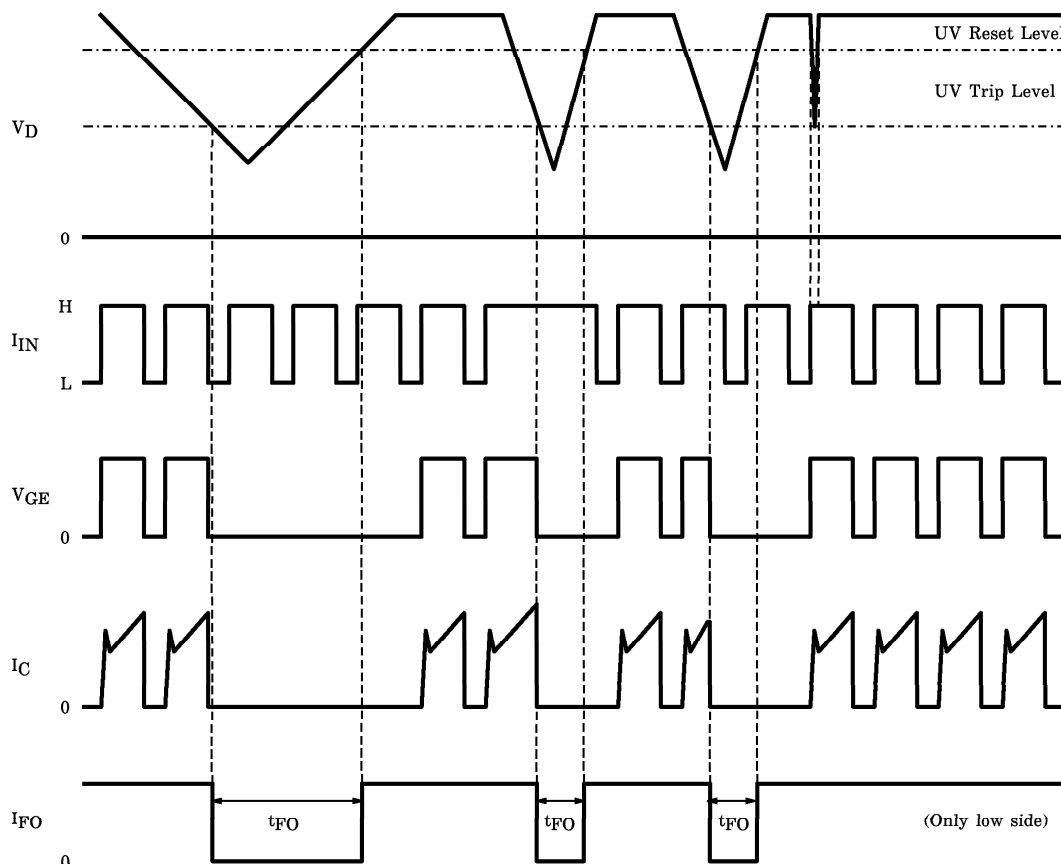 UV Reset Level
UV Trip Level
VD
0
H
IIN
L
VGE
0
IC
0
IFO
tFO
tFO
tFO
(Only low side)
0